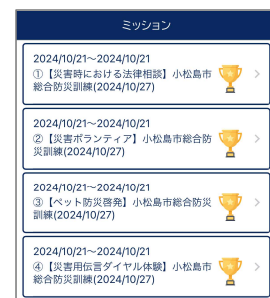 ミッション
2024/10/21～2024/10/21
①【災害時における法律相談】小松島市
総合防災訓練(2024/10/27)
2024/10/21～2024/10/21
②【災害ボランティア】小松島市総合防
災訓練(2024/10/27)
2024/10/21～2024/10/21
③【ペット防災啓発】小松島市総合防災
訓練(2024/10/27)
2024/10/21～2024/10/21
④【災害用伝言ダイヤル体験】小松島市
総合防災訓練(2024/10/27)